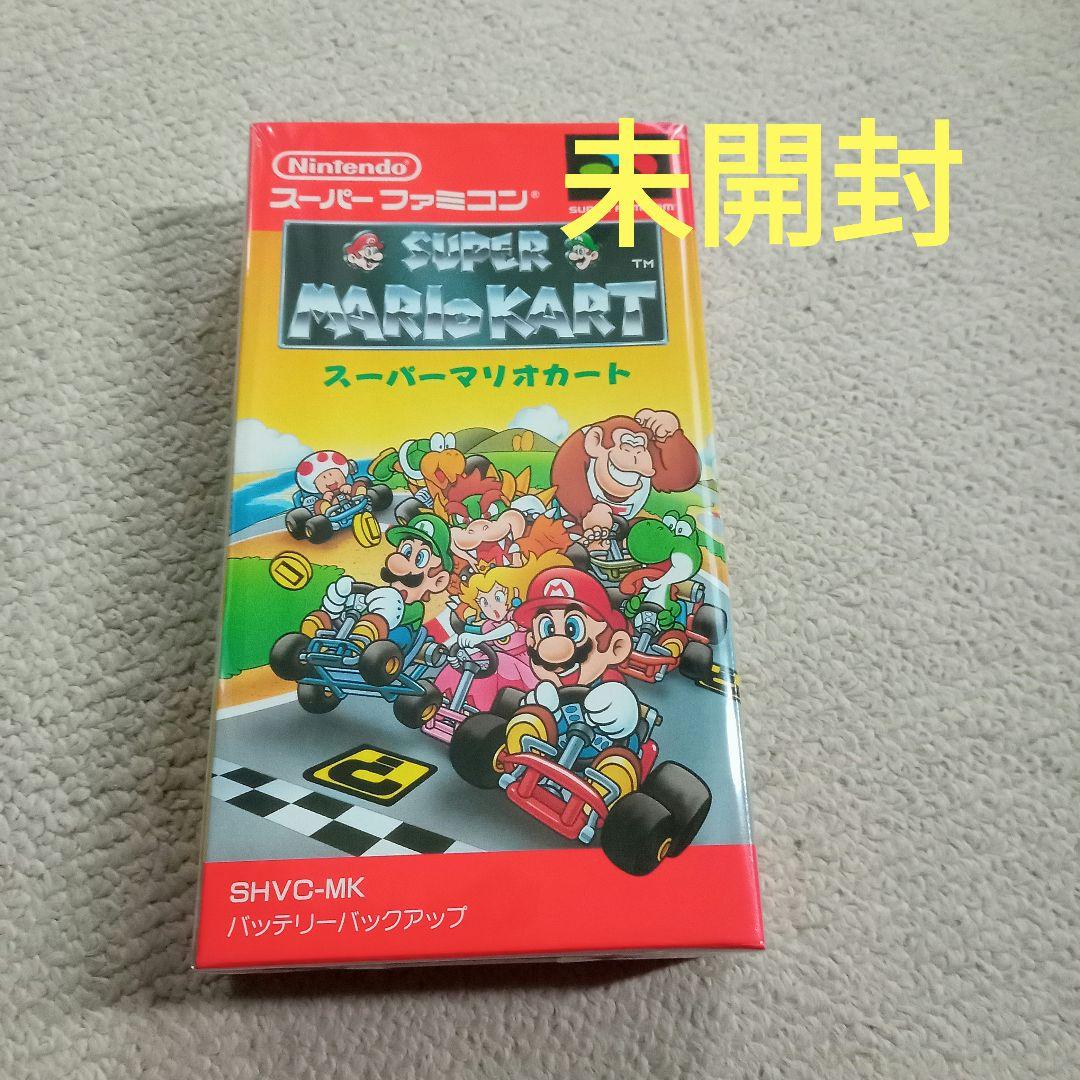 Nintendo®
スーパーファミコン®
未開封
SUPER
MARIO KART
TM
スーパーマリオカート
M
SHVC-MK
バッテリーバックアップ